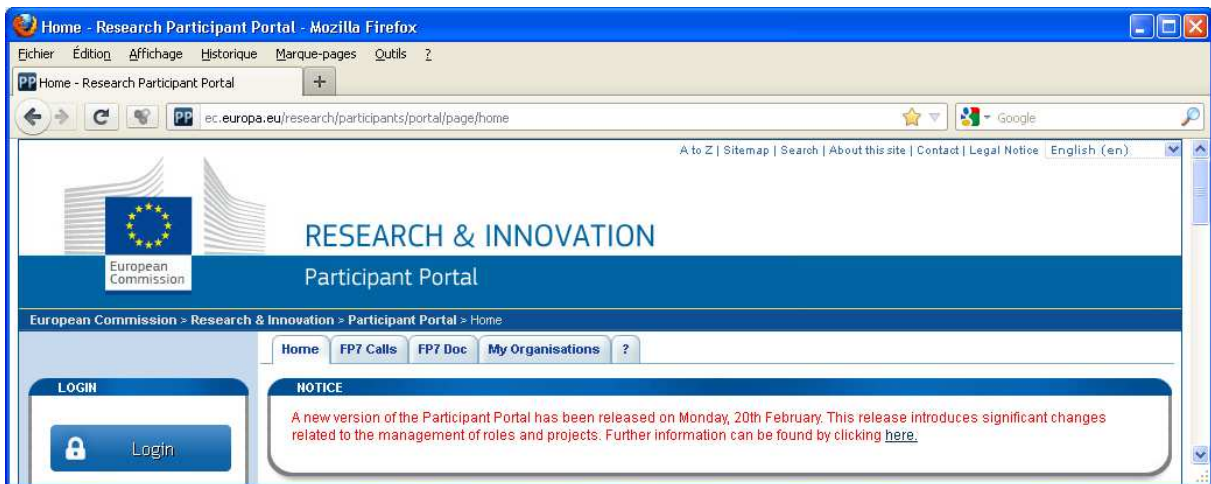 Home - Research Participant Portal - Mozilla Firefox
Fichier Édition Affichage Historique Marque-pages Outils ?
PP Home - Research Participant Portal +
PP ec.europa.eu/research/participants/portal/page/home Google
A to Z | Sitemap | Search | About this site | Contact | Legal Notice English (en)
RESEARCH & INNOVATION
European
Commission
Participant Portal
European Commission > Research & Innovation > Participant Portal > Home
Home FP7 Calls FP7 Doc My Organisations ?
LOGIN
Login
NOTICE
A new version of the Participant Portal has been released on Monday, 20th February. This release introduces significant changes
related to the management of roles and projects. Further information can be found by clicking here.